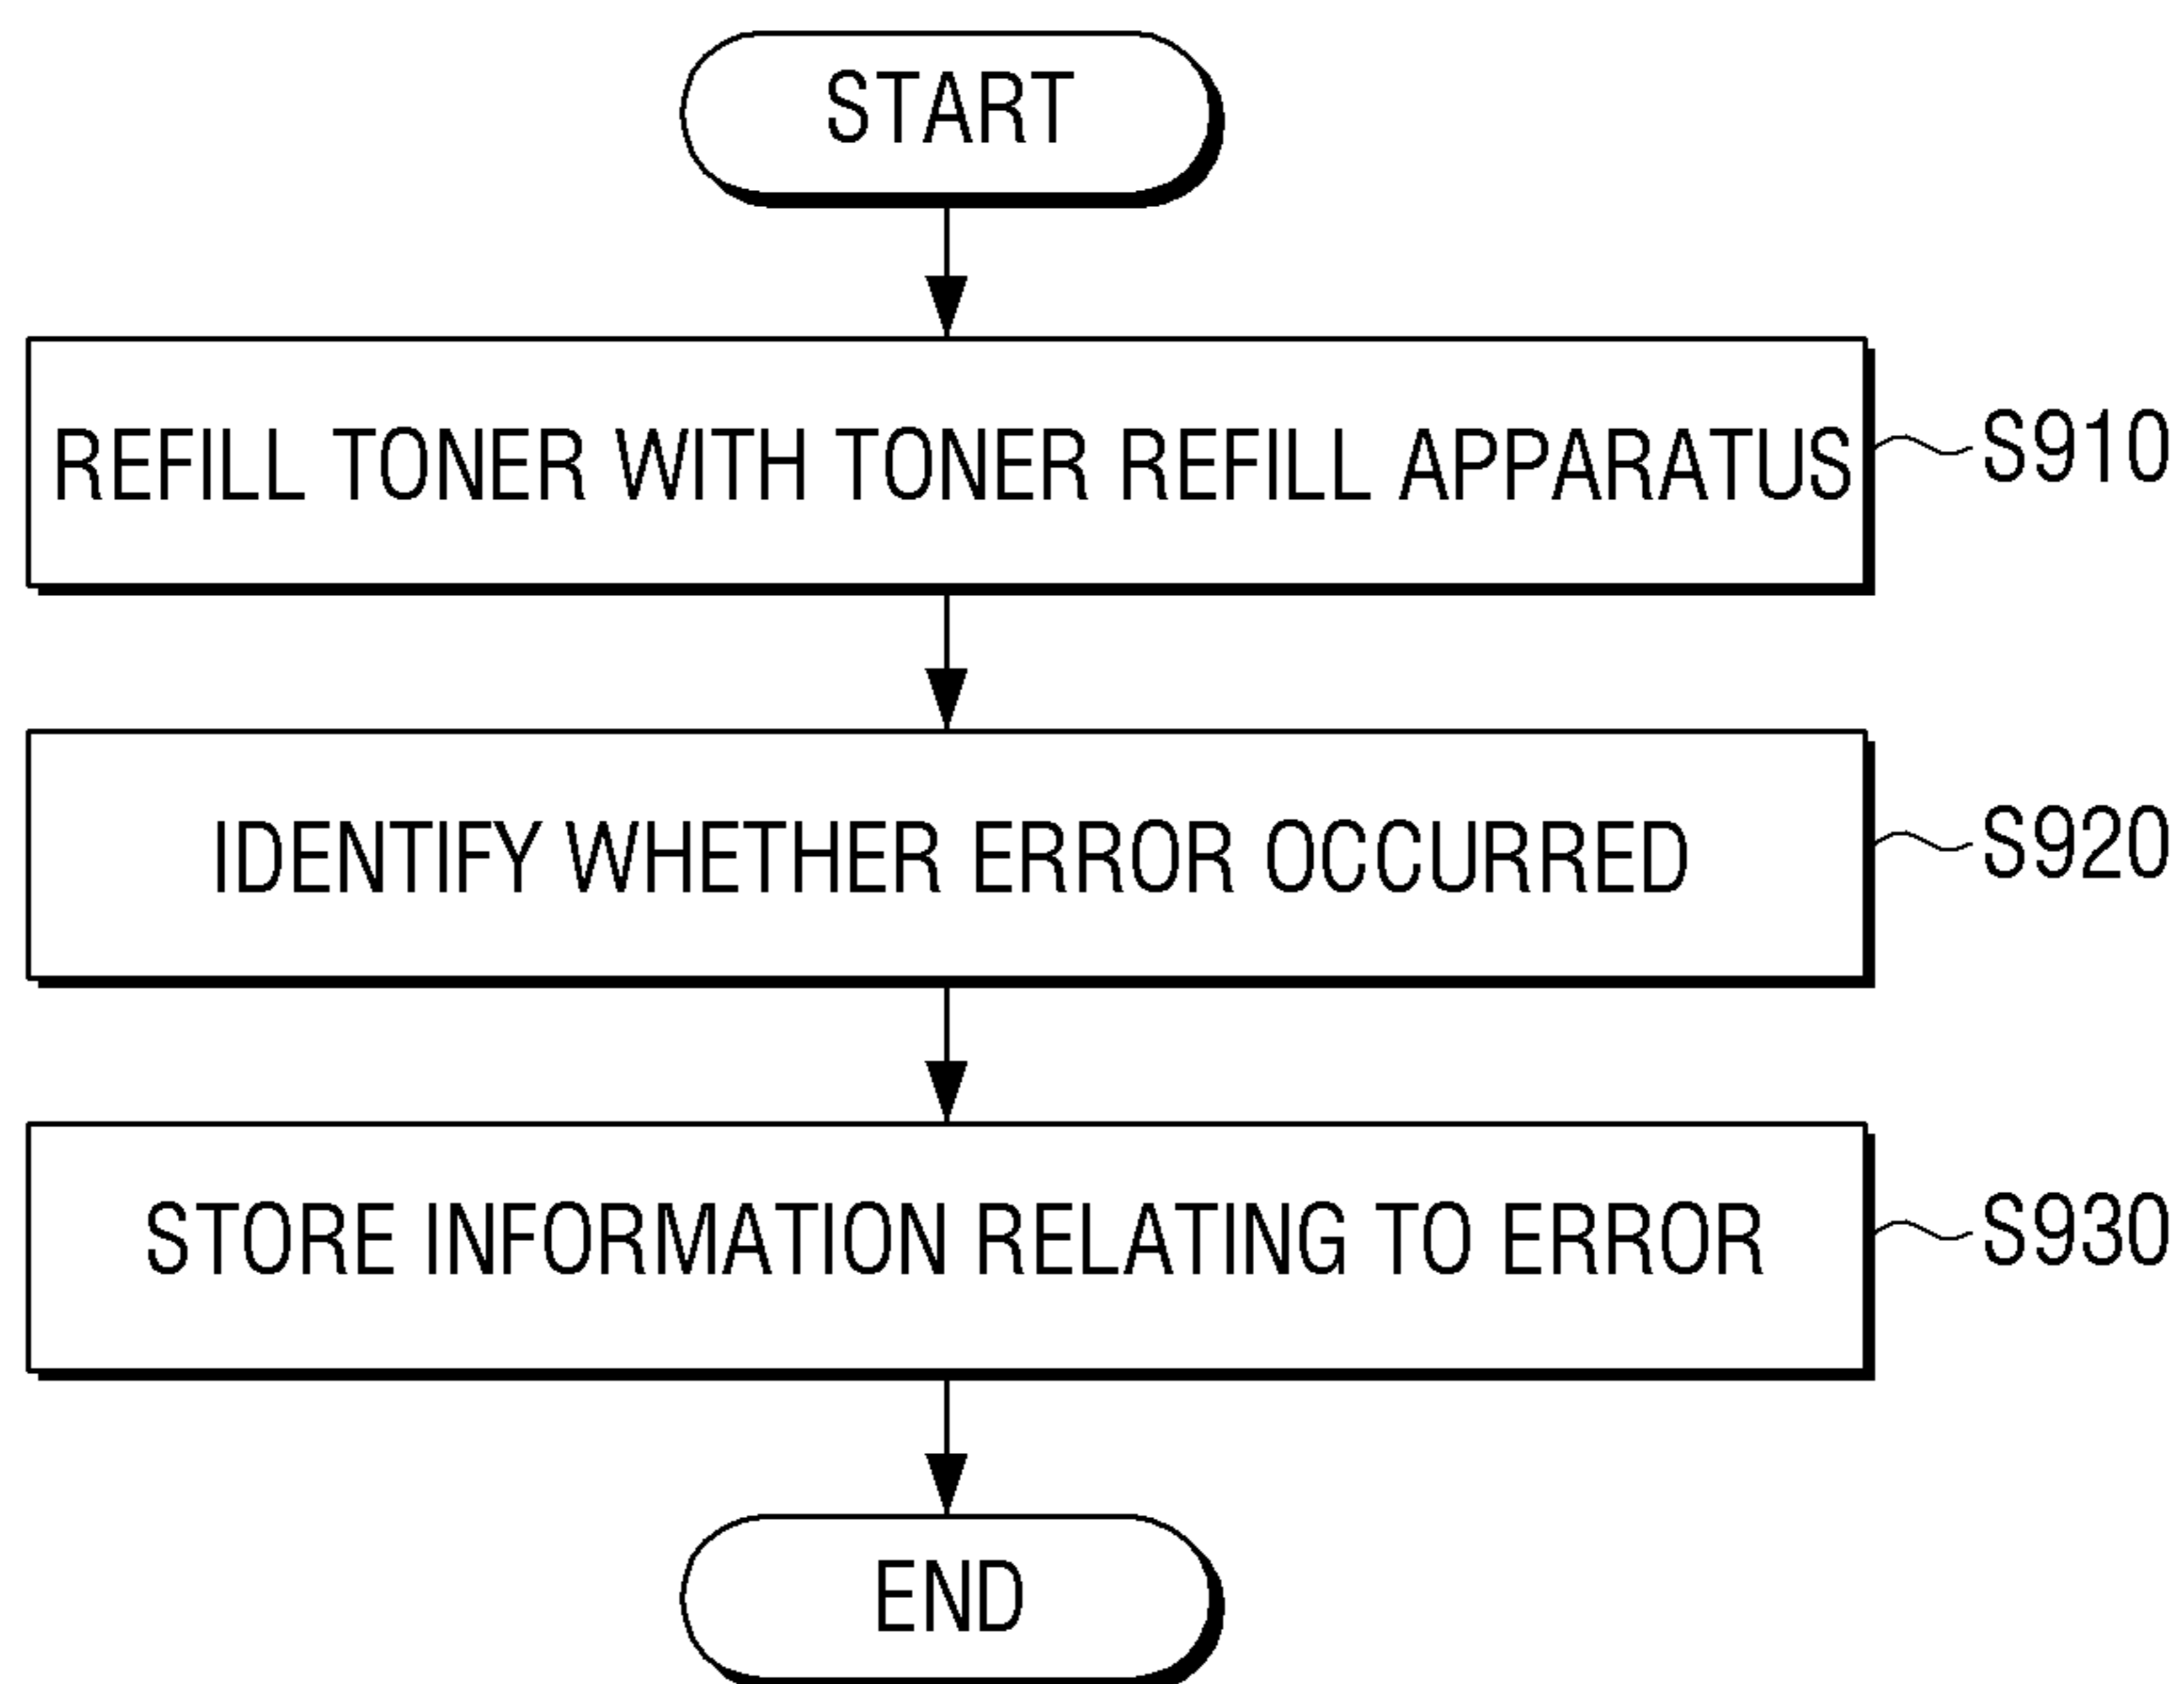 START
REFILL TONER WITH TONER REFILL APPARATUS
S910
IDENTIFY WHETHER ERROR OCCURRED
S920
STORE INFORMATION RELATING TO ERROR
S930
END